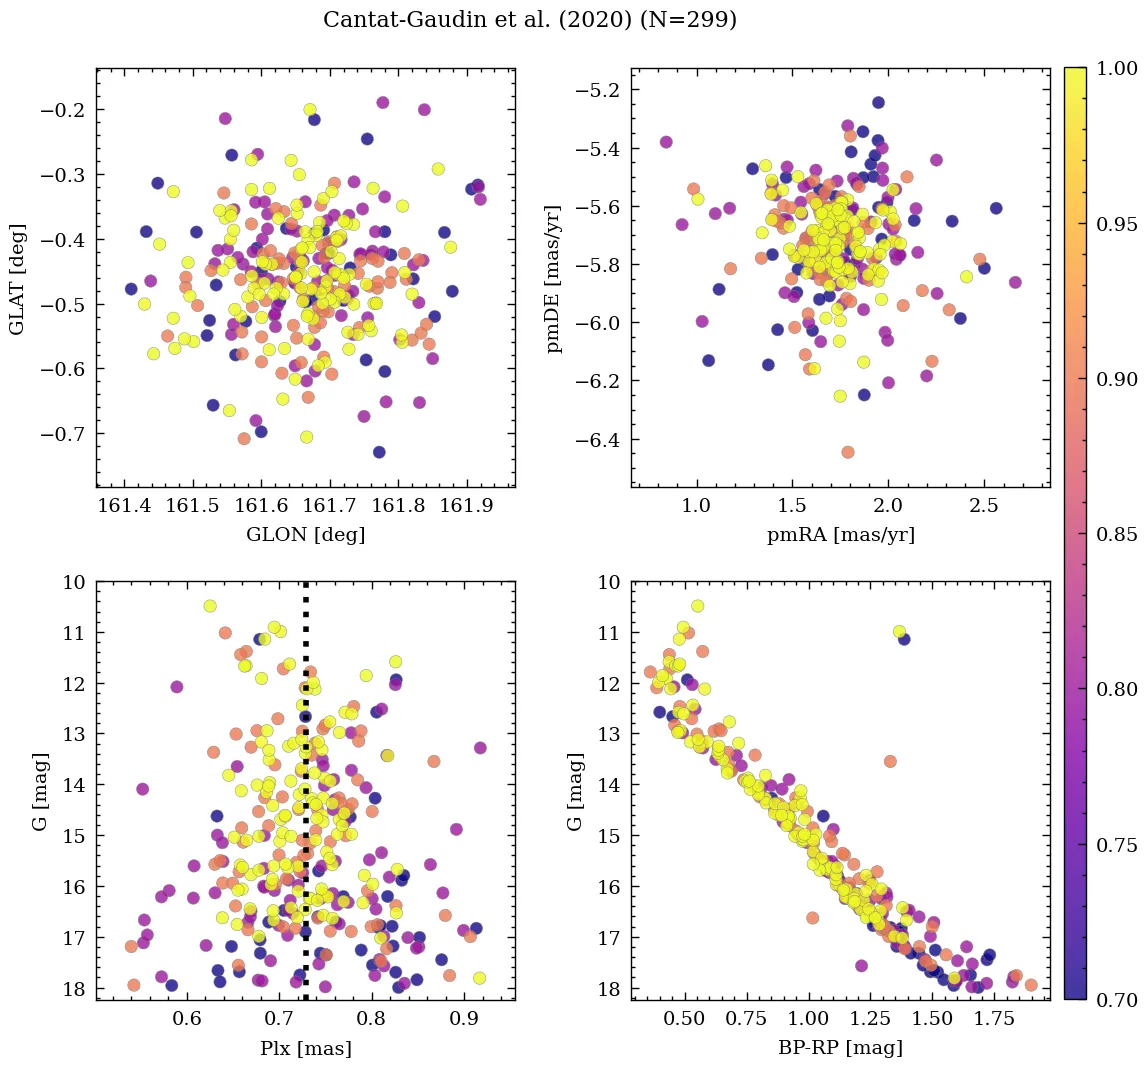 Cantat-Gaudin et al. (2020) (N=299)
−0.2
−0.3
−0.4
−0.5
−0.6
−0.7
GLAT [deg]
161.4 161.5 161.6 161.7 161.8 161.9
GLON [deg]
−5.2
−5.4
−5.6
−5.8
−6.0
−6.2
−6.4
pmDE [mas/yr]
1.0 1.5 2.0 2.5
pmRA [mas/yr]
10
11
12
13
14
15
16
17
18
G [mag]
0.6 0.7 0.8 0.9
Plx [mas]
10
11
12
13
14
15
16
17
18
G [mag]
0.50 0.75 1.00 1.25 1.50 1.75
BP-RP [mag]
1.00
0.95
0.90
0.85
0.80
0.75
0.70